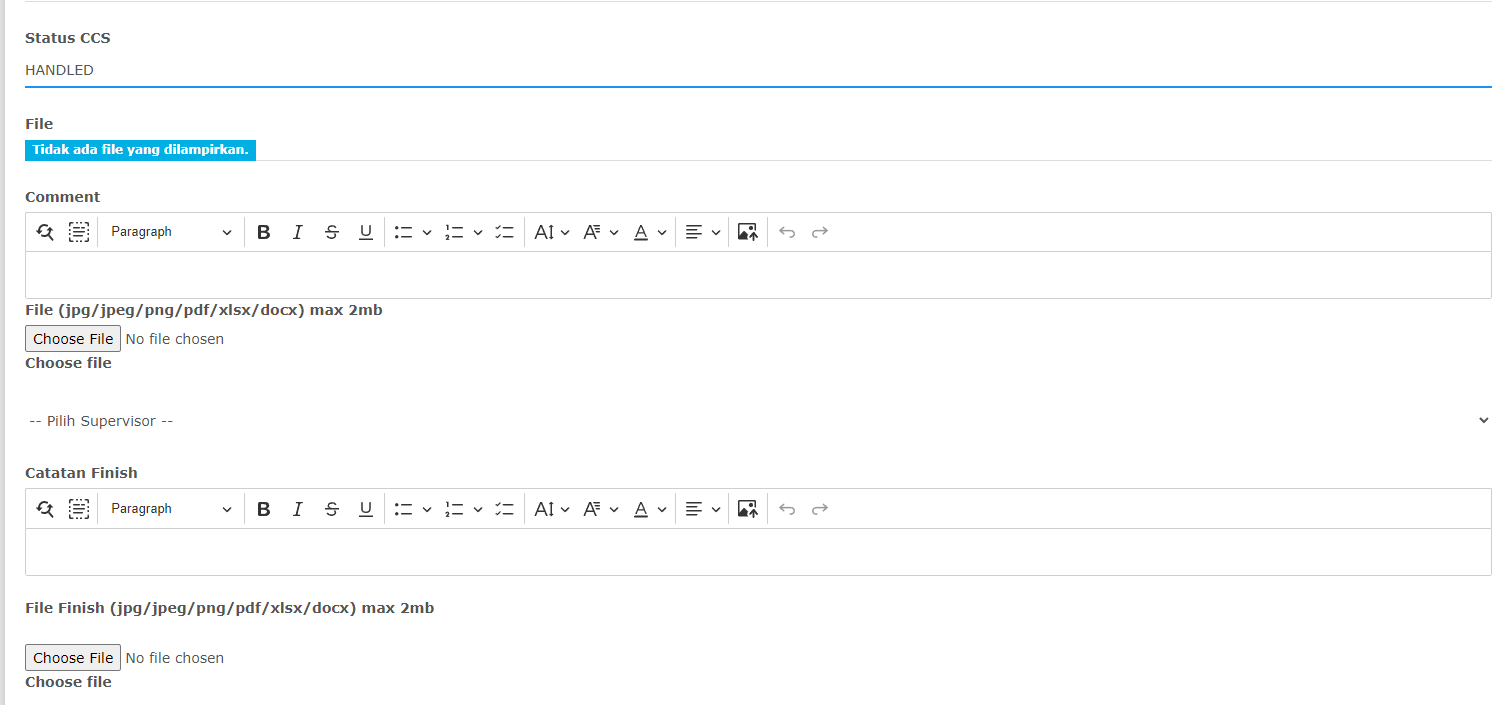 Status CCS
HANDLED
File
Tidak ada file yang dilampirkan.
Comment
Paragraph
File (jpg/jpeg/png/pdf/xlsx/docx) max 2mb
Choose File No file chosen
Choose file
-- Pilih Supervisor --
Catatan Finish
Paragraph
File Finish (jpg/jpeg/png/pdf/xlsx/docx) max 2mb
Choose File No file chosen
Choose file